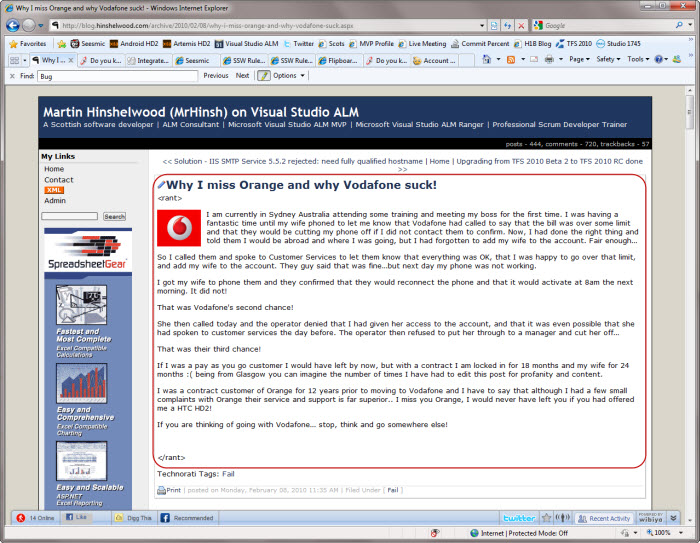 Why I miss Orange and why Vodafone suck! - Windows Internet Explorer
http://blog.hinshelwood.com/archive/2010/02/08/why-i-miss-orange-and-why-vodafone-suck.aspx
Google
Favorites Seesmic Android HD2 Artemis HD2 Visual Studio ALM Twitter Scots MVP Profile Live Meeting Commit Percent H1B Blog TFS 2010 Studio 1745
Why I ... Do you k... Integrate... Seesmic SSW Rule... SSW Rule... Flipboar... Do you k... Account ...
Page Safety Tools
Find: Bug Previous Next Options
Martin Hinshelwood (MrHinsh) on Visual Studio ALM
A Scottish software developer | ALM Consultant | Microsoft Visual Studio ALM MVP | Microsoft Visual Studio ALM Ranger | Professional Scrum Developer Trainer
posts - 444, comments - 720, trackbacks - 57
My Links
Home
Contact
XML
Admin
Search
SpreadsheetGear
Fastest and
Most Complete
Excel Compatible
Calculations
Easy and
Comprehensive
Excel Compatible
Charting
Easy and Scalable
ASP.NET
Excel Reporting
<< Solution - IIS SMTP Service 5.5.2 rejected: need fully qualified hostname | Home | Upgrading from TFS 2010 Beta 2 to TFS 2010 RC done
>>
Why I miss Orange and why Vodafone suck!
<rant>
I am currently in Sydney Australia attending some training and meeting my boss for the first time. I was having a
fantastic time until my wife phoned to let me know that Vodafone had called to say that the bill was over some limit
and that they would be cutting my phone off if I did not contact them to confirm. Now, I had done the right thing and
told them I would be abroad and where I was going, but I had forgotten to add my wife to the account. Fair enough...
So I called them and spoke to Customer Services to let them know that everything was OK, that I was happy to go over that limit,
and add my wife to the account. They guy said that was fine...but next day my phone was not working.
I got my wife to phone them and they confirmed that they would reconnect the phone and that it would activate at 8am the next
morning. It did not!
That was Vodafone's second chance!
She then called today and the operator denied that I had given her access to the account, and that it was even possible that she
had spoken to customer services the day before. The operator then refused to put her through to a manager and cut her off...
That was their third chance!
If I was a pay as you go customer I would have left by now, but with a contract I am locked in for 18 months and my wife for 24
months :( being from Glasgow you can imagine the number of times I have had to edit this post for profanity and content.
I was a contract customer of Orange for 12 years prior to moving to Vodafone and I have to say that although I had a few small
complaints with Orange their service and support is far superior.. I miss you Orange, I would never have left you if you had offered
me a HTC HD2!
If you are thinking of going with Vodafone... stop, think and go somewhere else!
</rant>
Technorati Tags: Fail
Print | posted on Monday, February 08, 2010 11:35 AM | Filed Under [ Fail ]
14 Online Like Digg This Recommended twitter Recent Activity POWERED BY wibiya
Internet | Protected Mode: Off 100%